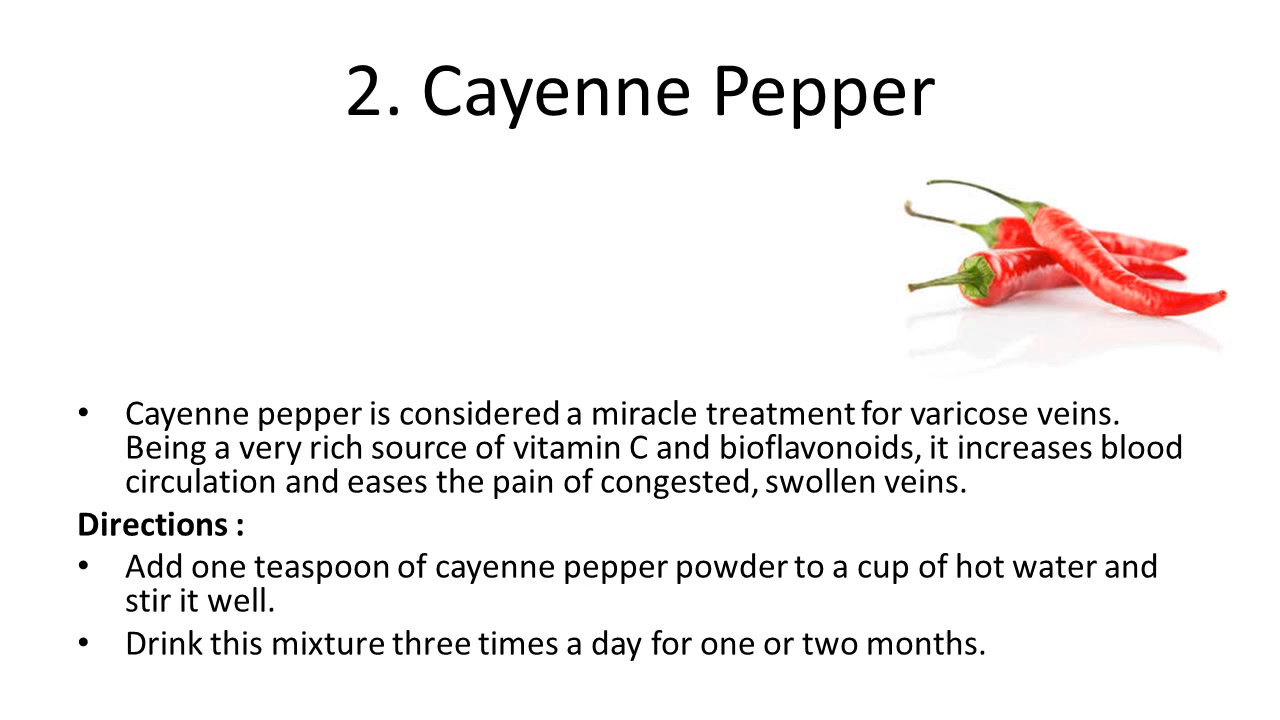 2. Cayenne Pepper
• Cayenne pepper is considered a miracle treatment for varicose veins.
Being a very rich source of vitamin C and bioflavonoids, it increases blood
circulation and eases the pain of congested, swollen veins.
Directions :
• Add one teaspoon of cayenne pepper powder to a cup of hot water and
stir it well.
• Drink this mixture three times a day for one or two months.